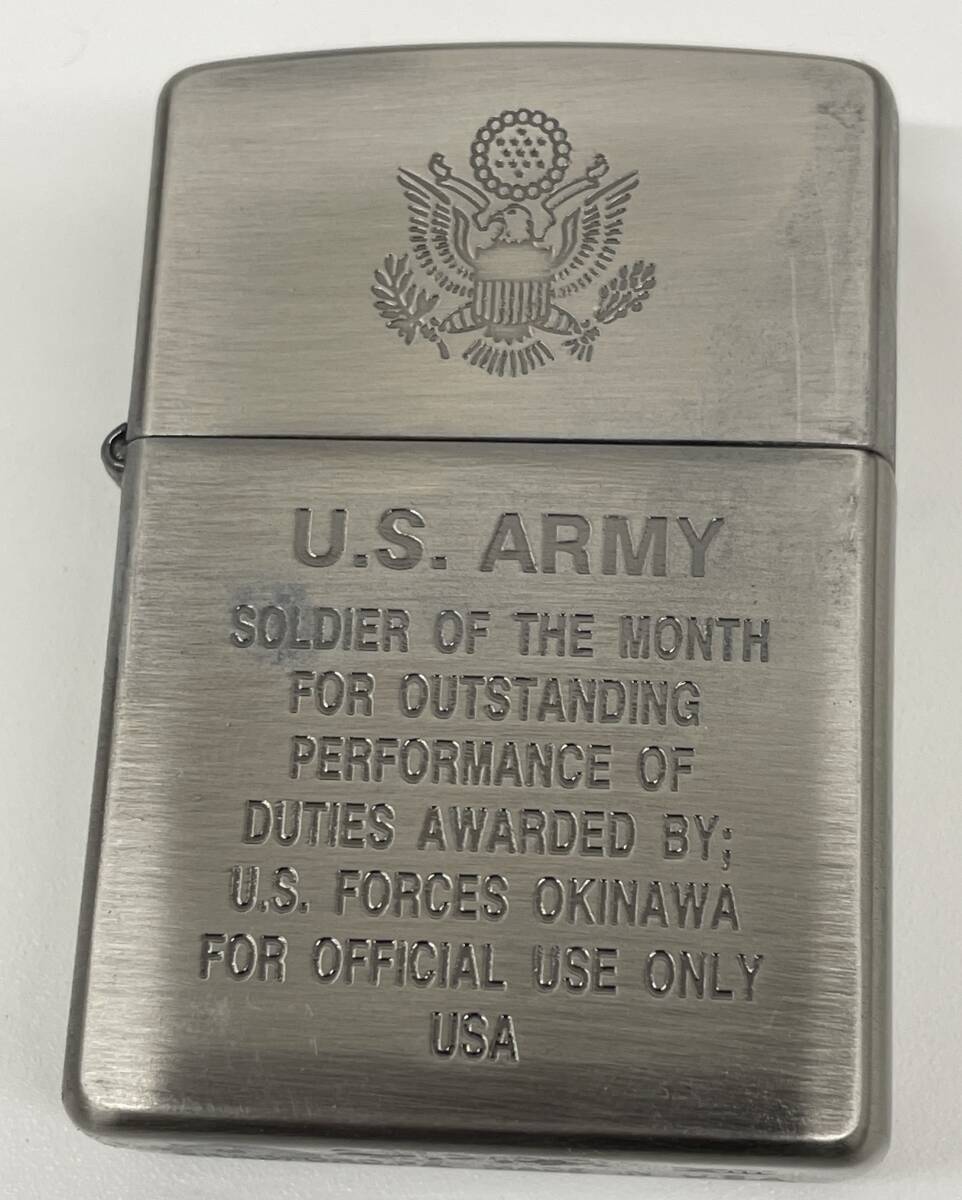 U.S. ARMY
SOLDIER OF THE MONTH
FOR OUTSTANDING
PERFORMANCE OF
DUTIES AWARDED BY;
U.S. FORCES OKINAWA
FOR OFFICIAL USE ONLY
USA